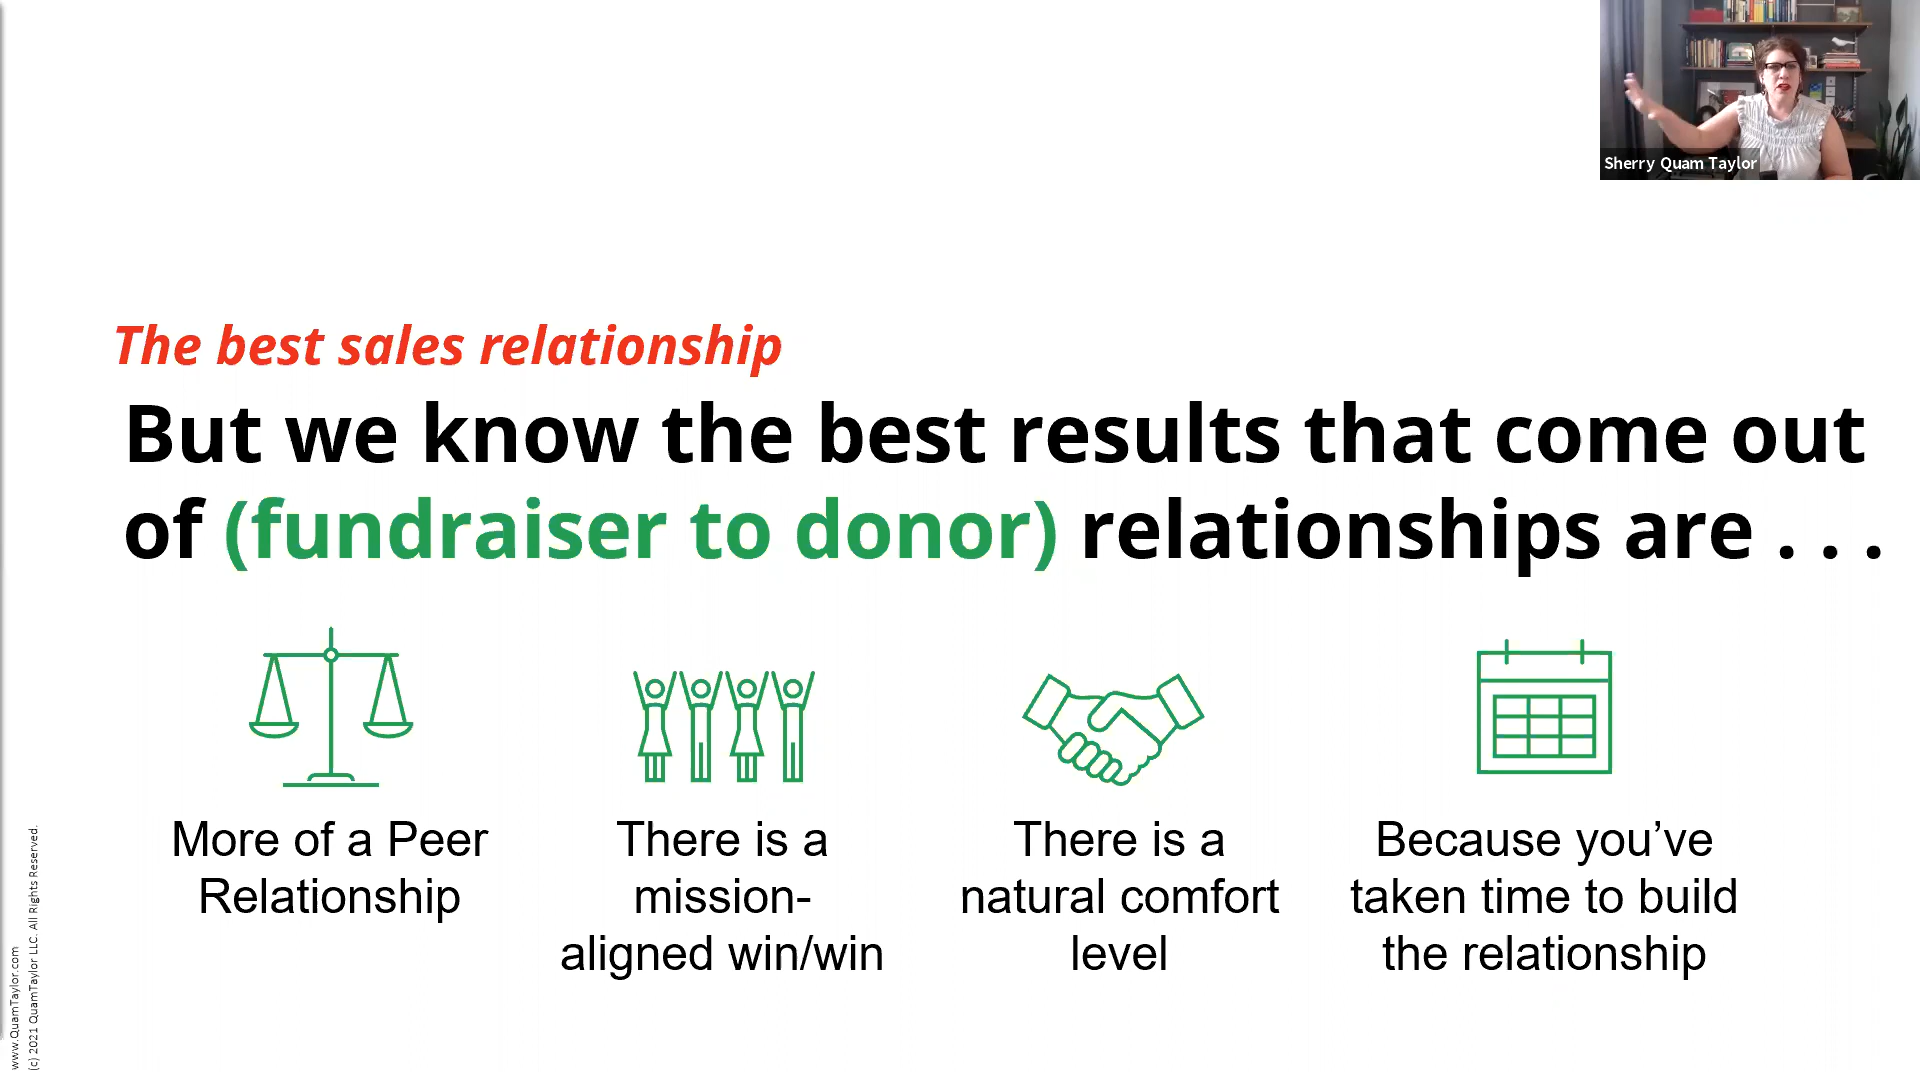 Sherry Quam Taylor
The best sales relationship
But we know the best results that come out
of (fundraiser to donor) relationships are . . .
More of a Peer
Relationship
There is a
mission-
aligned win/win
There is a
natural comfort
level
Because you’ve
taken time to build
the relationship
www.QuamTaylor.com
(c) 2021 QuamTaylor LLC. All Rights Reserved.